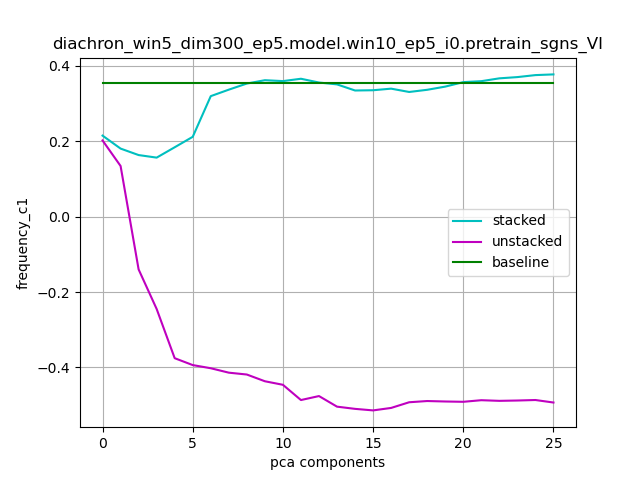 diachron_win5_dim300_ep5.model.win10_ep5_i0.pretrain_sgns_VI
0.4
0.2
0.0
−0.2
−0.4
frequency_c1
stacked
unstacked
baseline
0 5 10 15 20 25
pca components